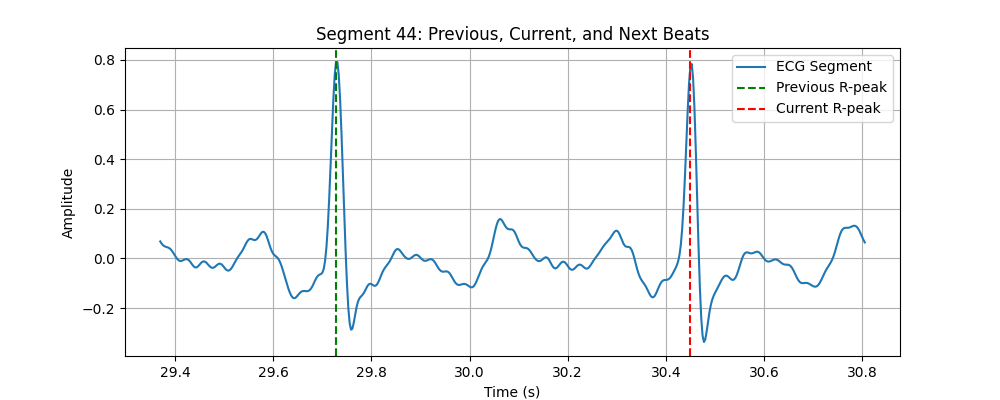 Segment 44: Previous, Current, and Next Beats
ECG Segment
Previous R-peak
Current R-peak
Amplitude
0.8
0.6
0.4
0.2
0.0
−0.2
29.4 29.6 29.8 30.0 30.2 30.4 30.6 30.8
Time (s)